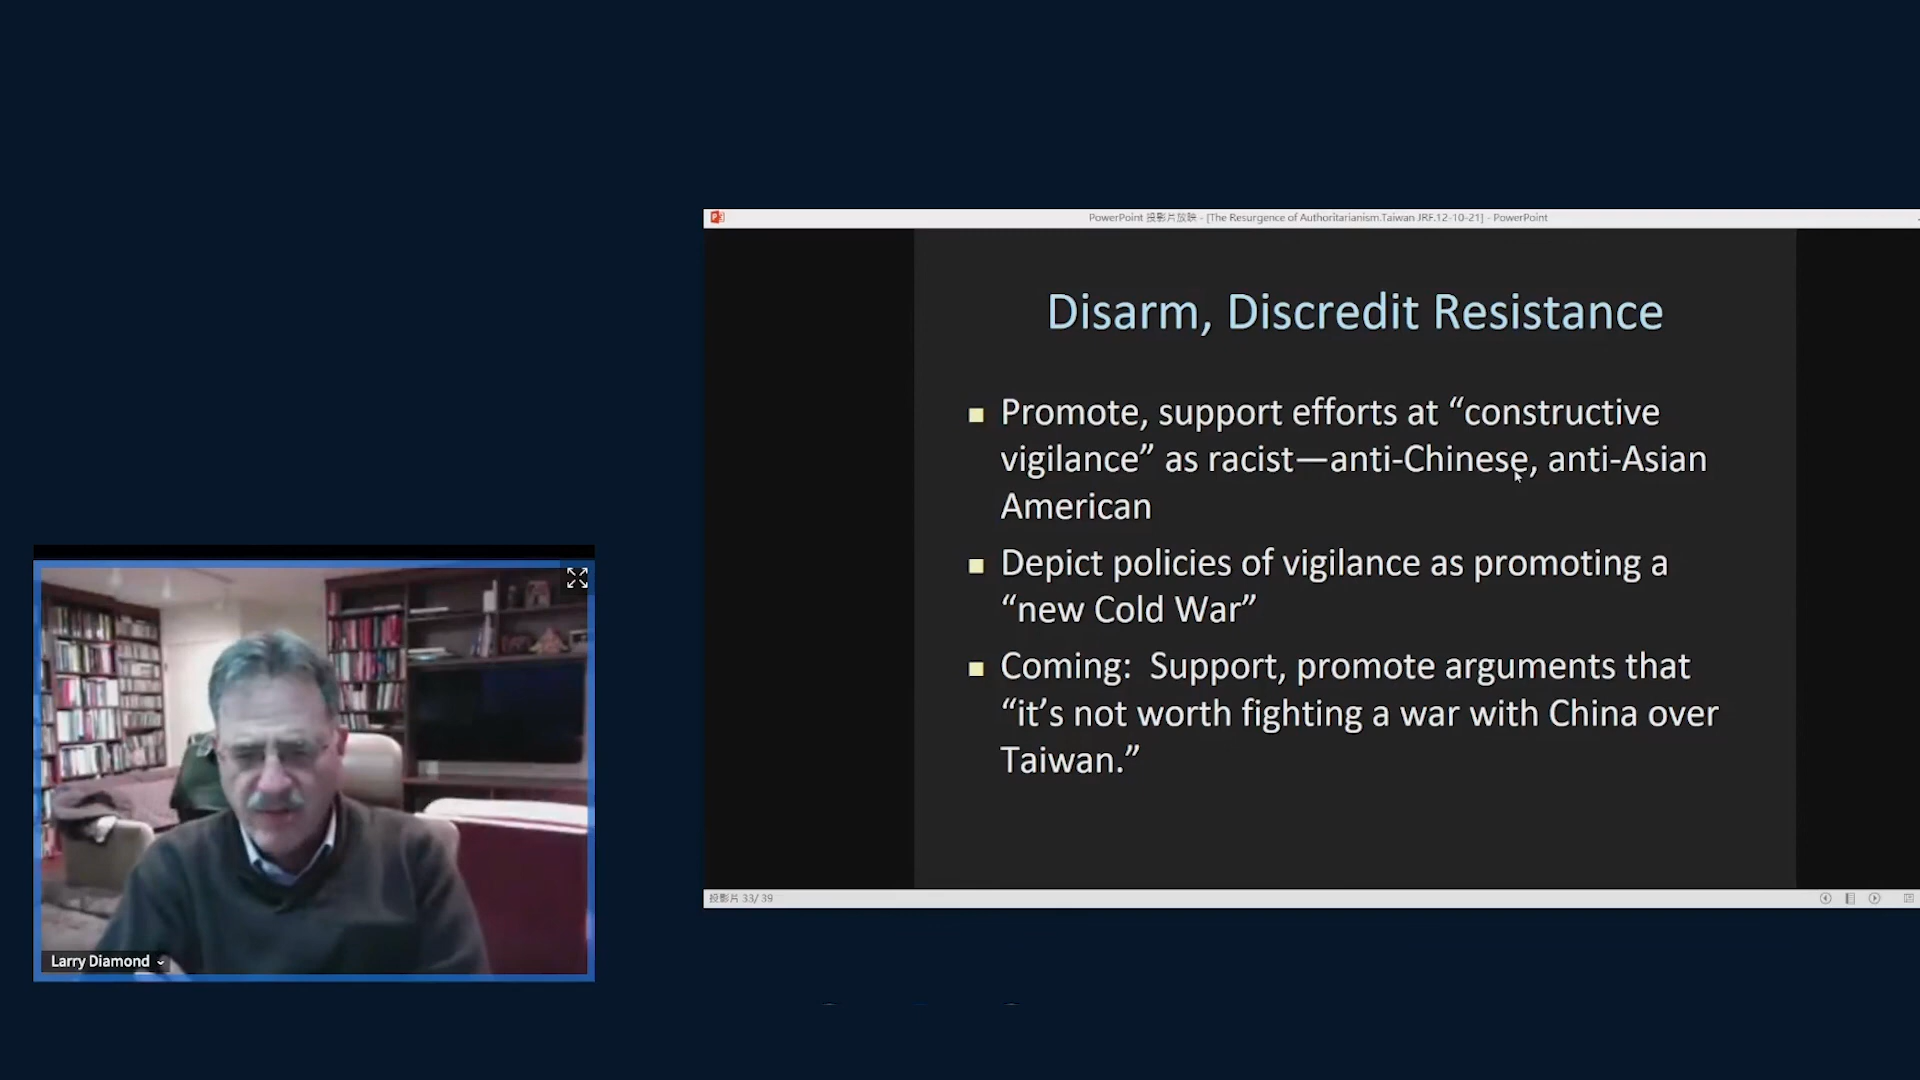 PowerPoint 投影片放映 - [The Resurgence of Authoritarianism.Taiwan JRF.12-10-21] - PowerPoint
Disarm, Discredit Resistance
Promote, support efforts at “constructive
vigilance” as racist—anti-Chinese, anti-Asian
American
Depict policies of vigilance as promoting a
“new Cold War”
Coming:  Support, promote arguments that
“it’s not worth fighting a war with China over
Taiwan.”
投影片 33/ 39
Larry Diamond